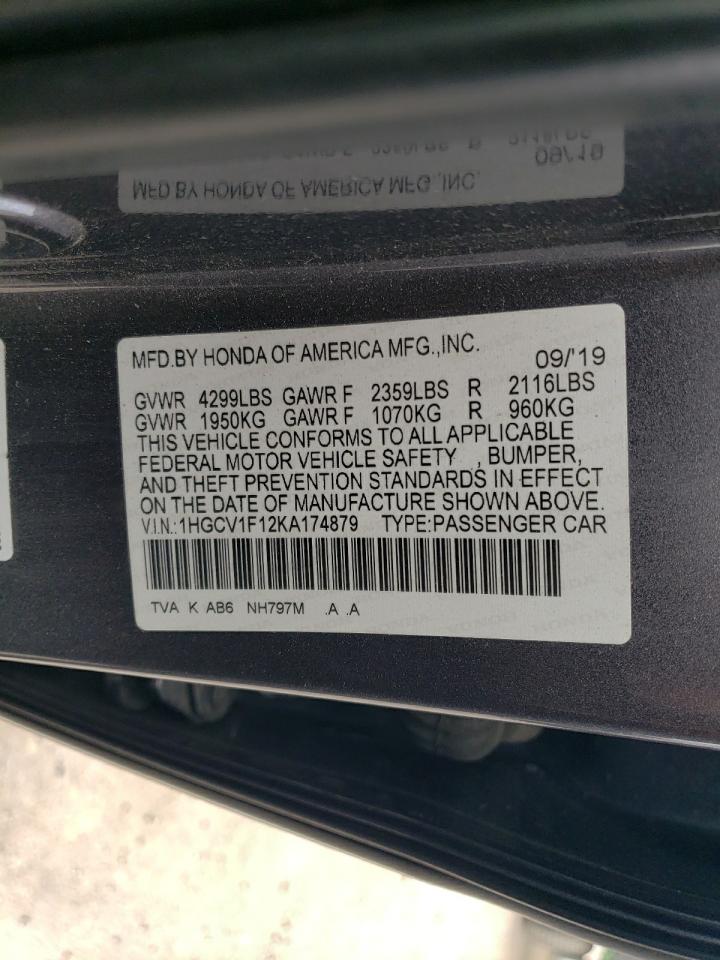 MFD.BY HONDA OF AMERICA MFG.,INC. 09/'19
GVWR 4299LBS GAWR F 2359LBS R 2116LBS
GVWR 1950KG GAWR F 1070KG R 960KG
THIS VEHICLE CONFORMS TO ALL APPLICABLE
FEDERAL MOTOR VEHICLE SAFETY , BUMPER,
AND THEFT PREVENTION STANDARDS IN EFFECT
ON THE DATE OF MANUFACTURE SHOWN ABOVE.
V.I.N.:1HGCV1F12KA174879 TYPE:PASSENGER CAR
TVA K AB6 NH797M .A .A